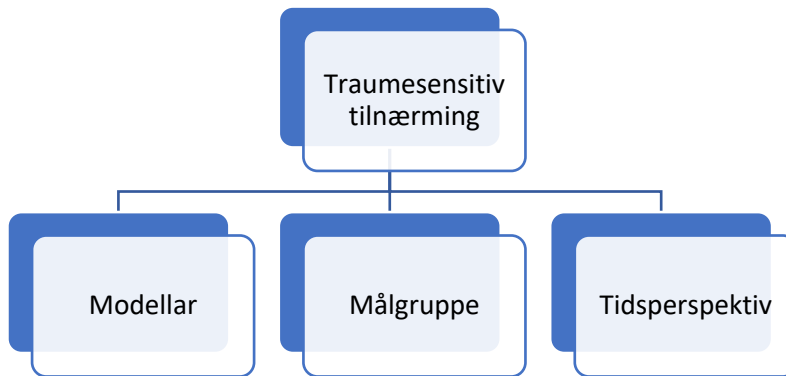 Traumesensitiv
tilnærming
Modellar
Målgruppe
Tidsperspektiv